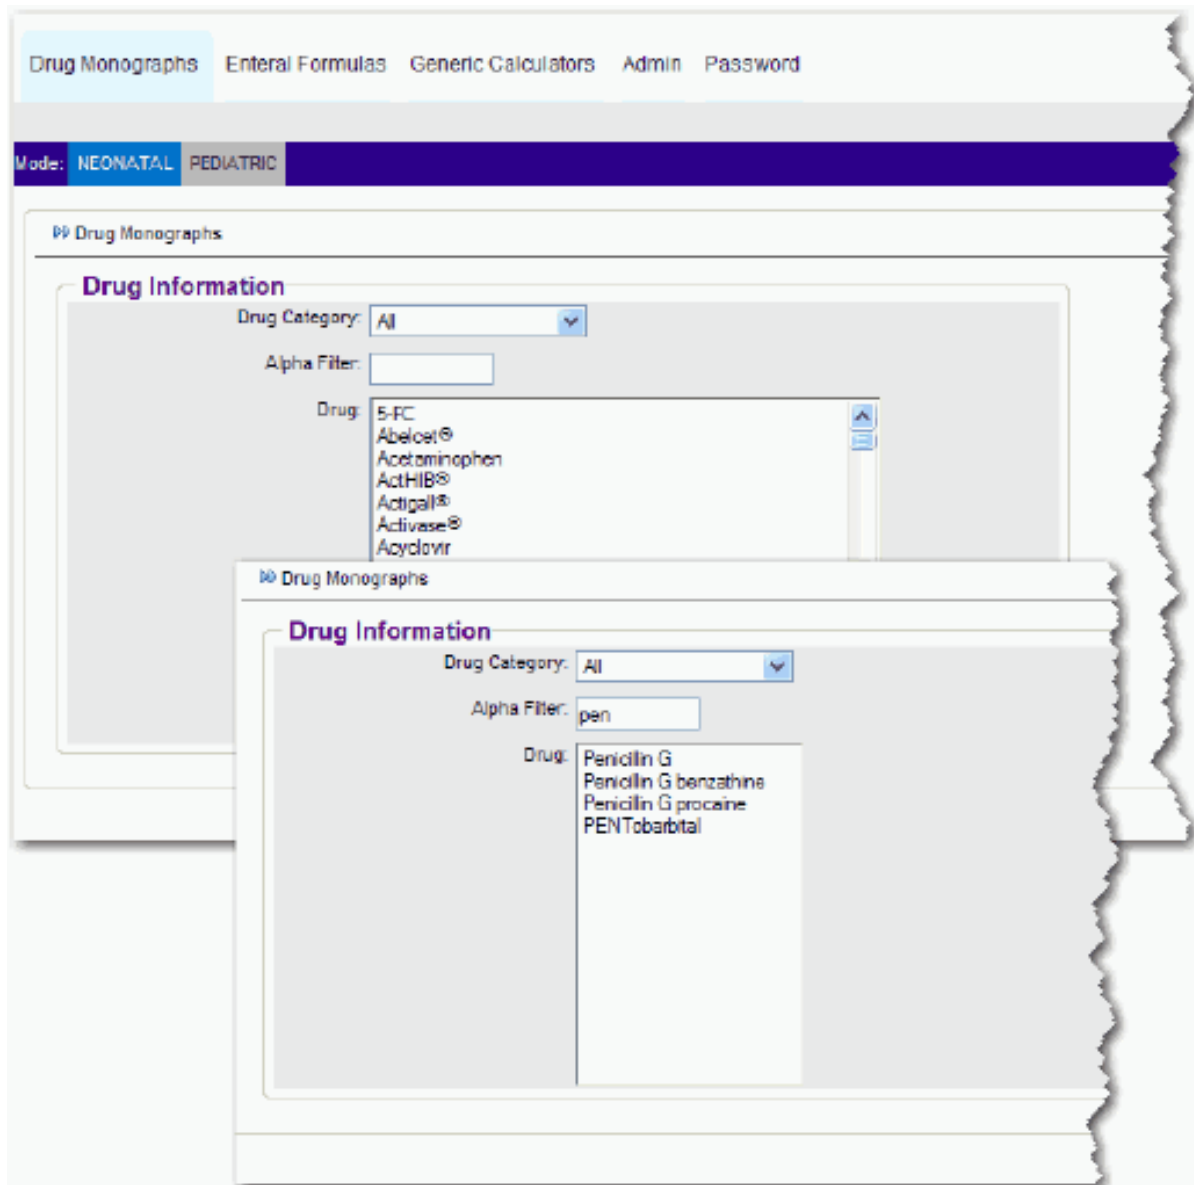 Drug Monographs Enteral Formulas Generic Calculators Admin Password
Mode: NEONATAL PEDIATRIC
Drug Monographs
Drug Information
Drug Category: All
Alpha Filter:
Drug: 5-FC
Abelcet®
Acetaminophen
ActHIB®
Actigall®
Activase®
Acyclovir
Drug Monographs
Drug Information
Drug Category: All
Alpha Filter: pen
Drug: Penicillin G
Penicillin G benzathine
Penicillin G procaine
PENTobarbital